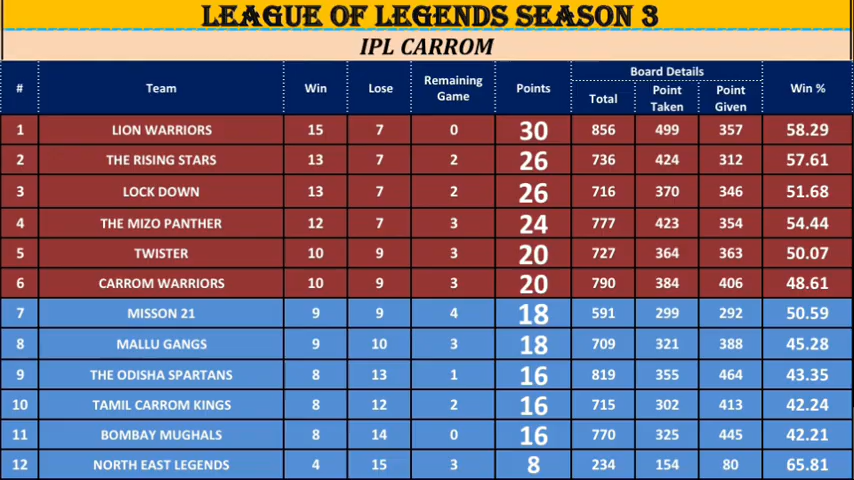 LEAGUE OF LEGENDS SEASON 3
IPL CARROM
# Team Win Lose Remaining Game Points Board Details Win %
Total Point Taken Point Given
1 LION WARRIORS 15 7 0 30 856 499 357 58.29
2 THE RISING STARS 13 7 2 26 736 424 312 57.61
3 LOCK DOWN 13 7 2 26 716 370 346 51.68
4 THE MIZO PANTHER 12 7 3 24 777 423 354 54.44
5 TWISTER 10 9 3 20 727 364 363 50.07
6 CARROM WARRIORS 10 9 3 20 790 384 406 48.61
7 MISSON 21 9 9 4 18 591 299 292 50.59
8 MALLU GANGS 9 10 3 18 709 321 388 45.28
9 THE ODISHA SPARTANS 8 13 1 16 819 355 464 43.35
10 TAMIL CARROM KINGS 8 12 2 16 715 302 413 42.24
11 BOMBAY MUGHALS 8 14 0 16 770 325 445 42.21
12 NORTH EAST LEGENDS 4 15 3 8 234 154 80 65.81